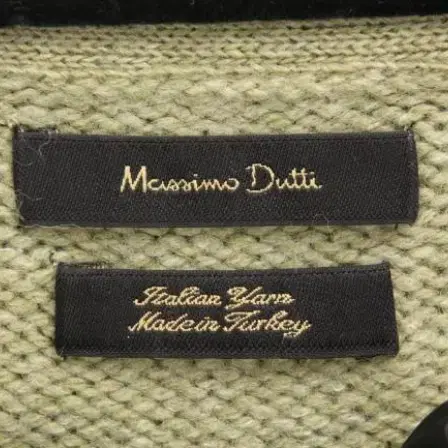 Massimo Dutti
Italian Yarn
Made in Turkey